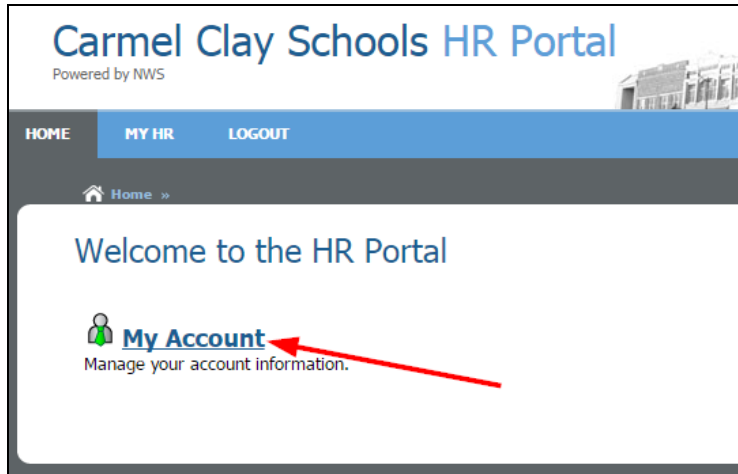 Carmel Clay Schools HR Portal
Powered by NWS
HOME MY HR LOGOUT
Home »
Welcome to the HR Portal
My Account
Manage your account information.